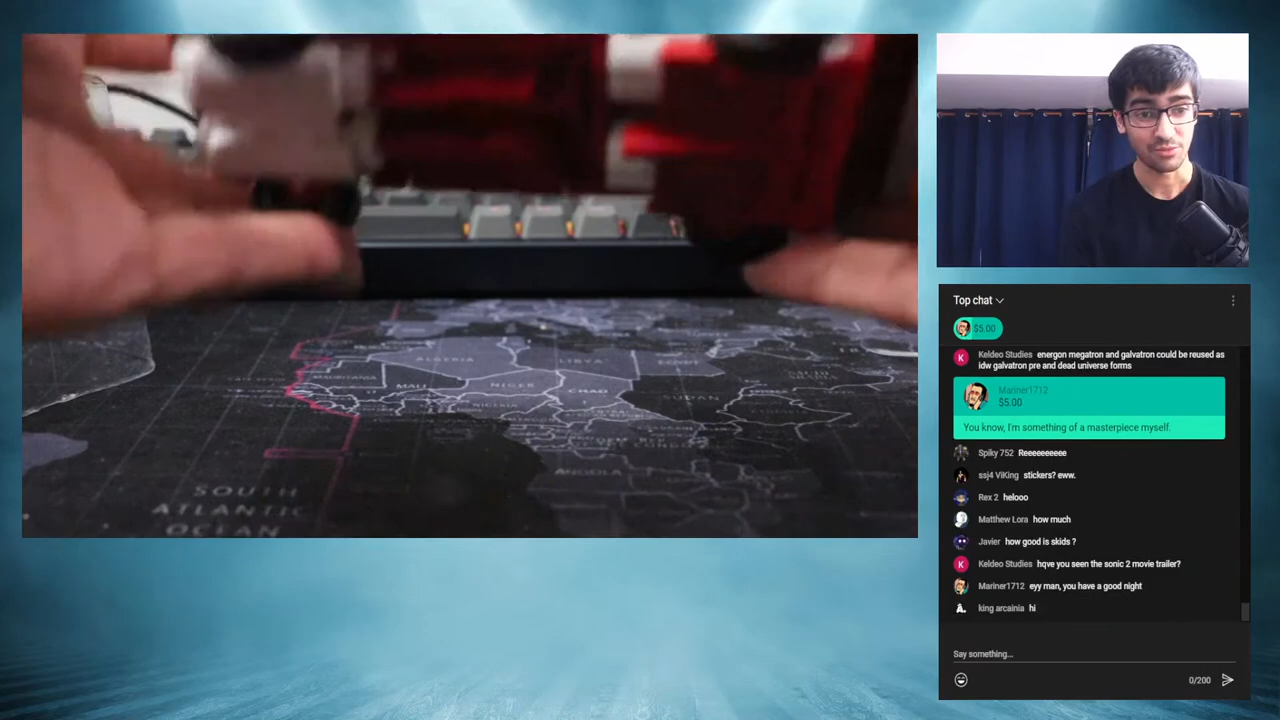 ALGERIA
LIBYA
EGYPT
MAURITANIA
MALI
NIGER
CHAD
SUDAN
ANGOLA
SOUTH
ATLANTIC
OCEAN
Top chat
$5.00
Keldeo Studies energon megatron and galvatron could be reused as
idw galvatron pre and dead universe forms
Mariner1712
$5.00
You know, I'm something of a masterpiece myself.
Spiky 752 Reeeeeeeeee
ssj4 ViKing stickers? eww.
Rex 2 helooo
Matthew Lora how much
Javier how good is skids ?
Keldeo Studies hqve you seen the sonic 2 movie trailer?
Mariner1712 eyy man, you have a good night
king arcainia hi
Say something...
0/200